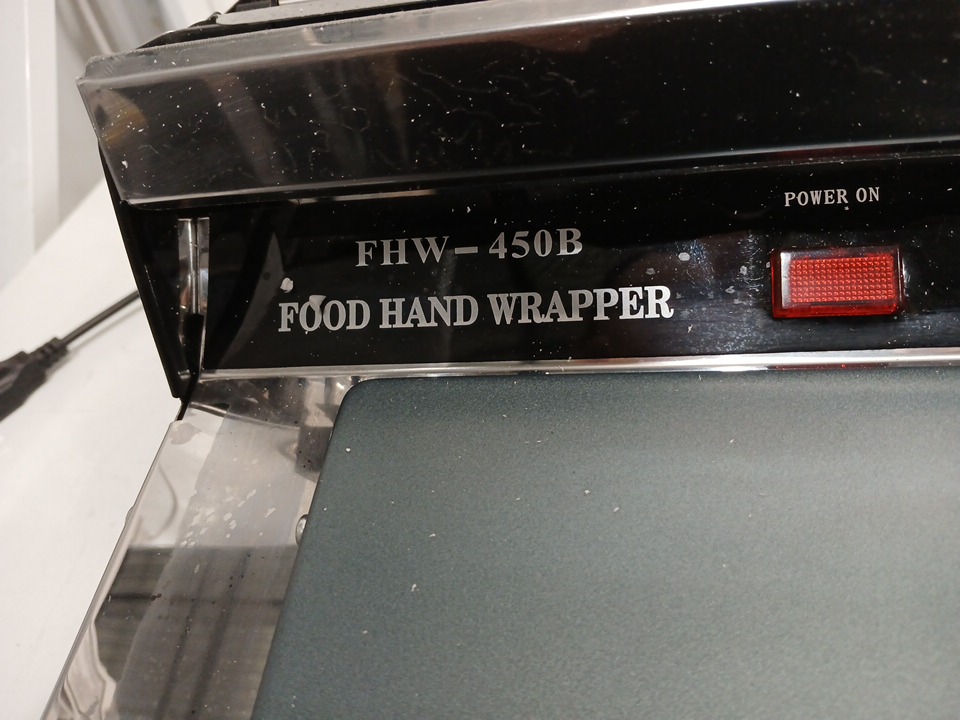 POWER ON
FHW-450B
FOOD HAND WRAPPER